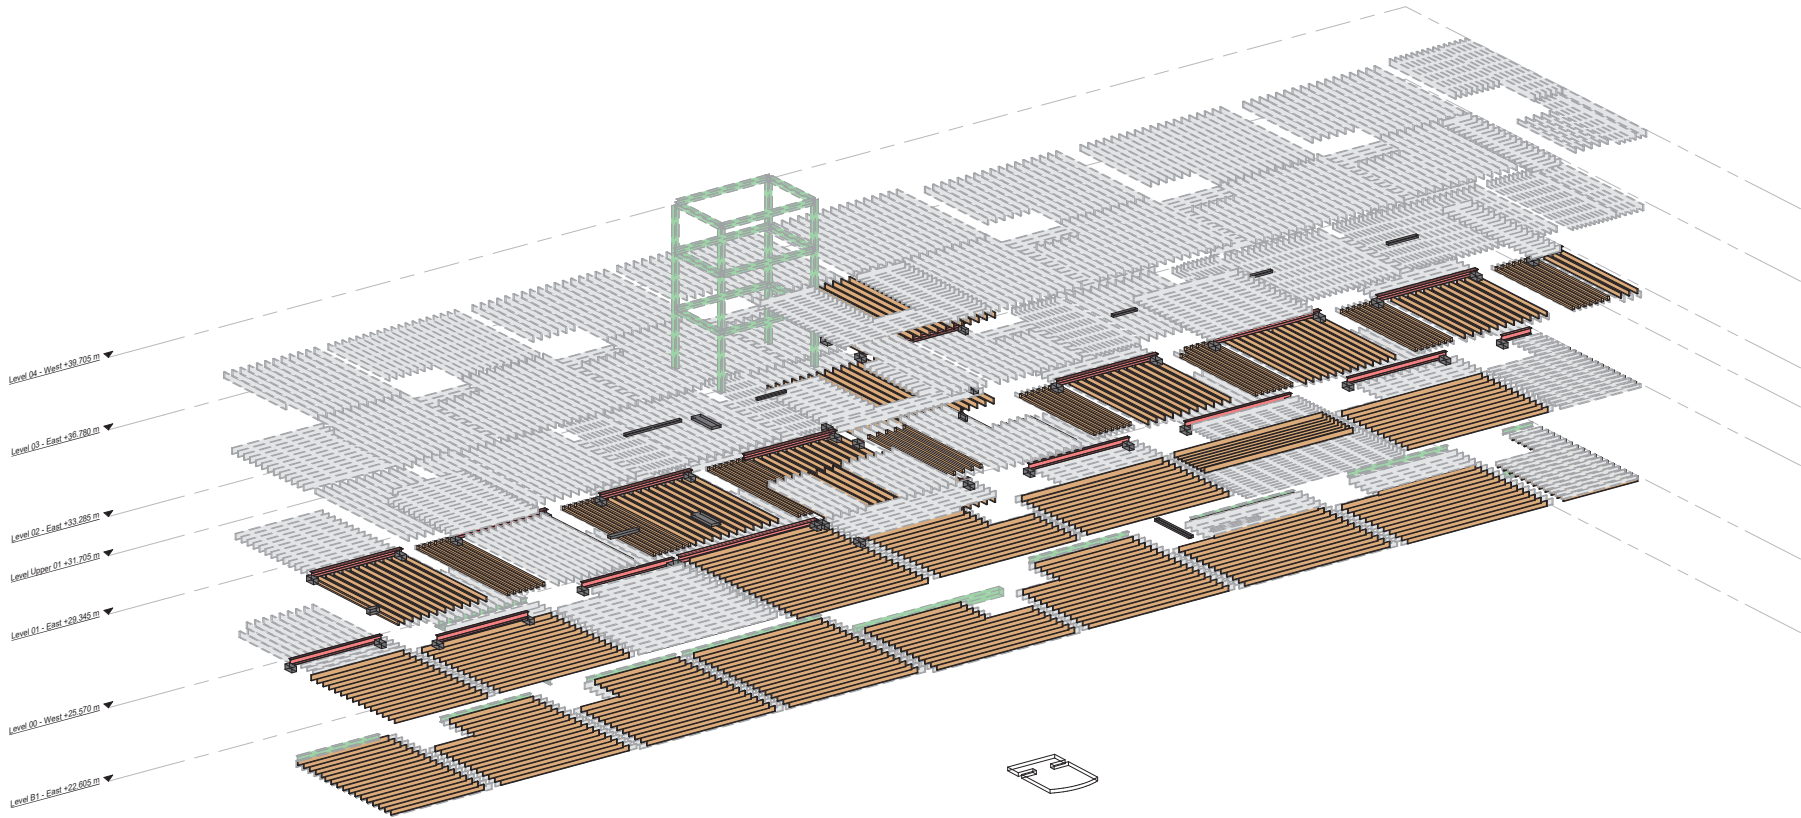 Level 04 - West +39.705 m
Level 03 - East +36.780 m
Level 02 - East +33.285 m
Level Upper 01 +31.705 m
Level 01 - East +29.345 m
Level 00 - West +25.570 m
Level B1 - East +22.605 m